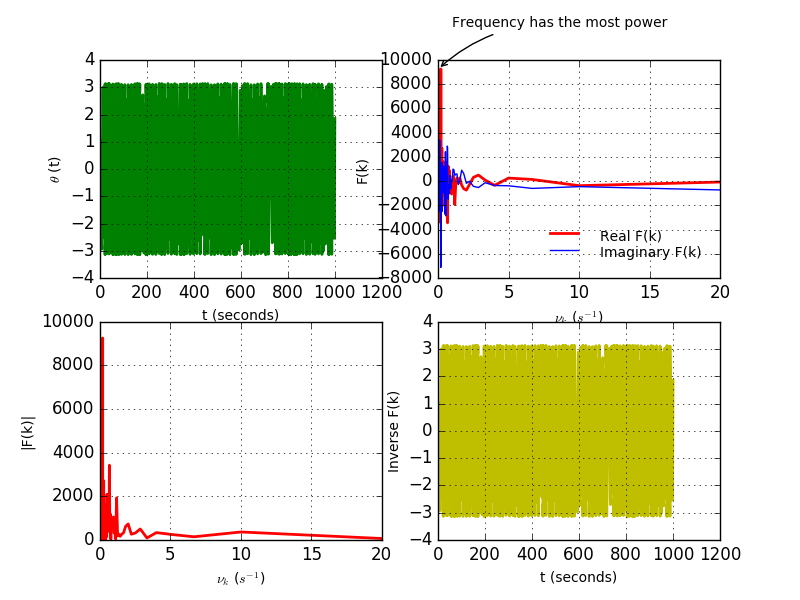 Frequency has the most power
4
3
2
1
0
−1
−2
−3
−4
θ (t)
0 200 400 600 800 1000 1200
t (seconds)
10000
8000
6000
4000
2000
0
−2000
−4000
−6000
−8000
F(k)
Real F(k)
Imaginary F(k)
0 5 10 15 20
ν_k (s⁻¹)
10000
8000
6000
4000
2000
0
|F(k)|
0 5 10 15 20
ν_k (s⁻¹)
4
3
2
1
0
−1
−2
−3
−4
Inverse F(k)
0 200 400 600 800 1000 1200
t (seconds)